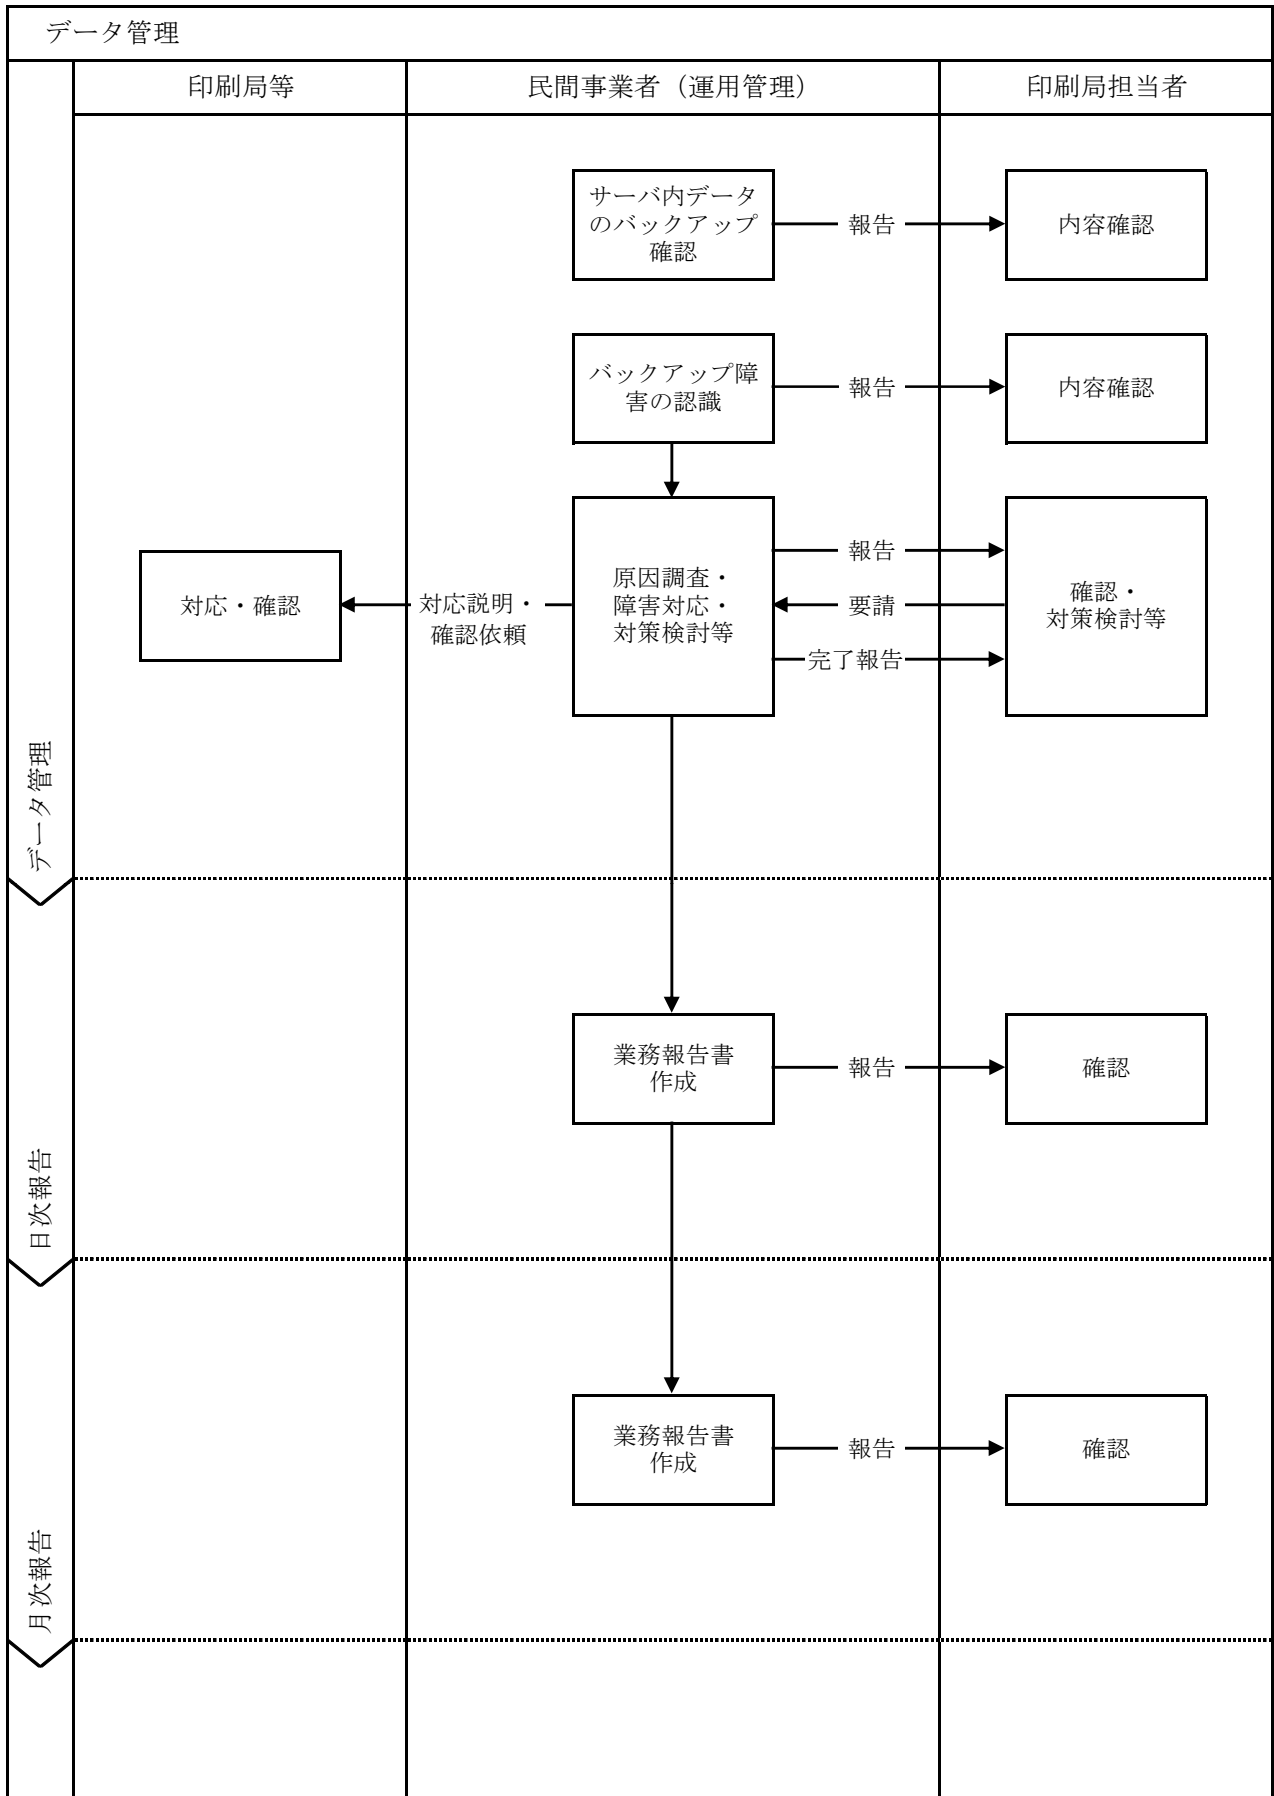 データ管理
印刷局等
民間事業者（運用管理）
印刷局担当者
サーバ内データ
のバックアップ
確認
報告
内容確認
バックアップ障
害の認識
報告
内容確認
対応・確認
対応説明・
確認依頼
原因調査・
障害対応・
対策検討等
報告
要請
完了報告
確認・
対策検討等
データ管理
業務報告書
作成
報告
確認
日次報告
業務報告書
作成
報告
確認
月次報告